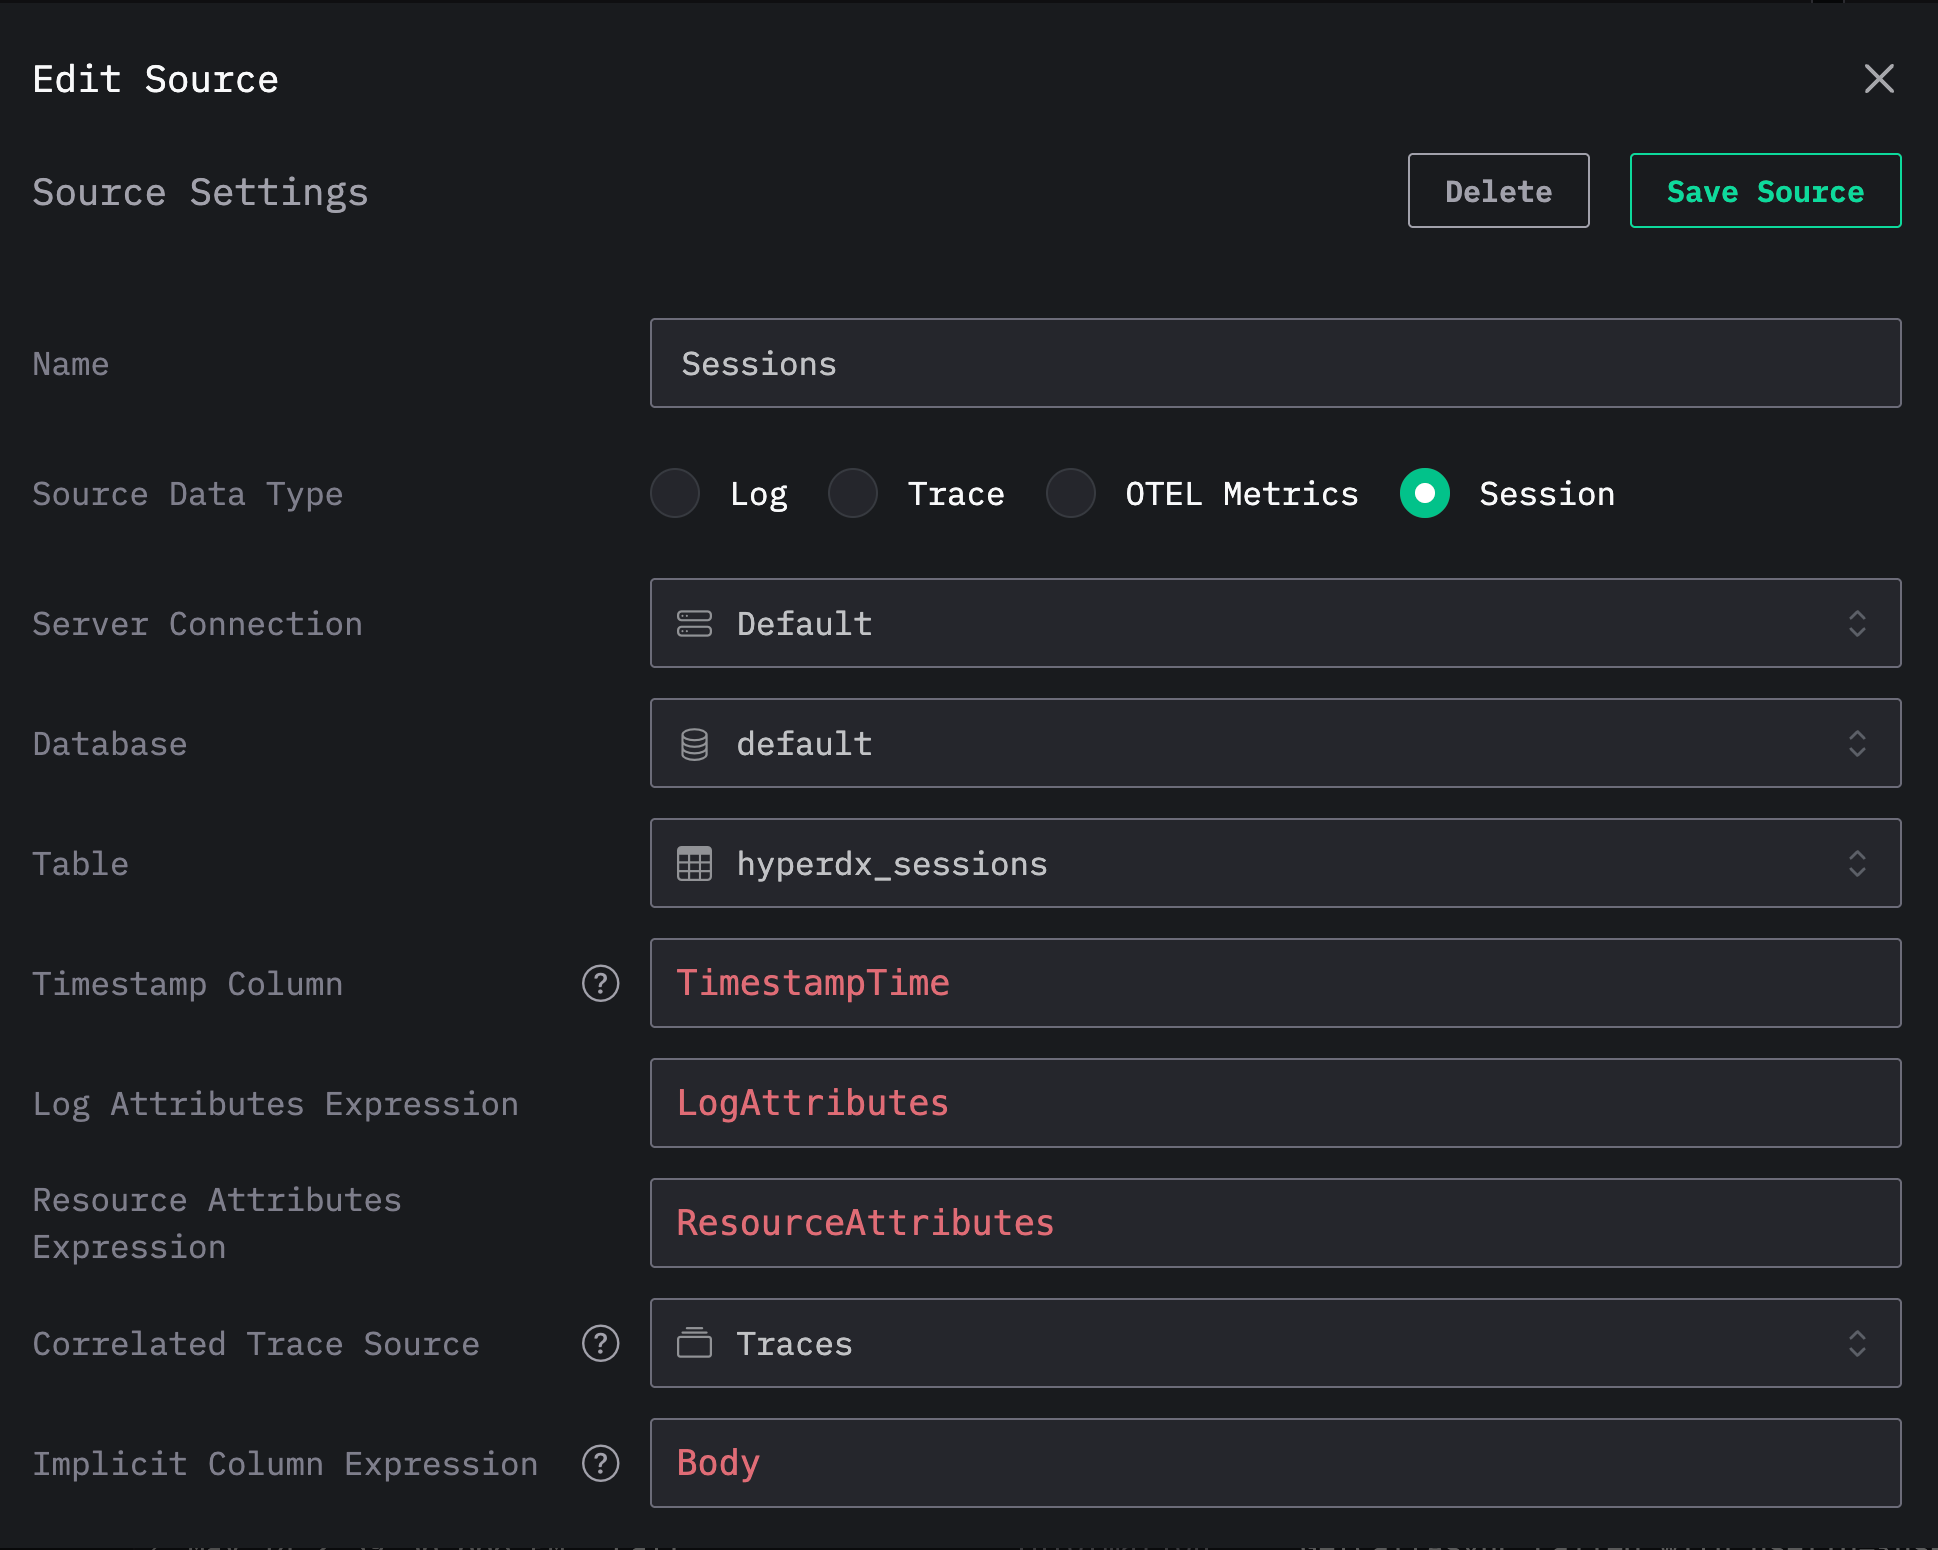 Edit Source
Source Settings
Delete
Save Source
Name
Sessions
Source Data Type
Log
Trace
OTEL Metrics
Session
Server Connection
Default
Database
default
Table
hyperdx_sessions
Timestamp Column
?
TimestampTime
Log Attributes Expression
LogAttributes
Resource Attributes
Expression
ResourceAttributes
Correlated Trace Source
?
Traces
Implicit Column Expression
?
Body